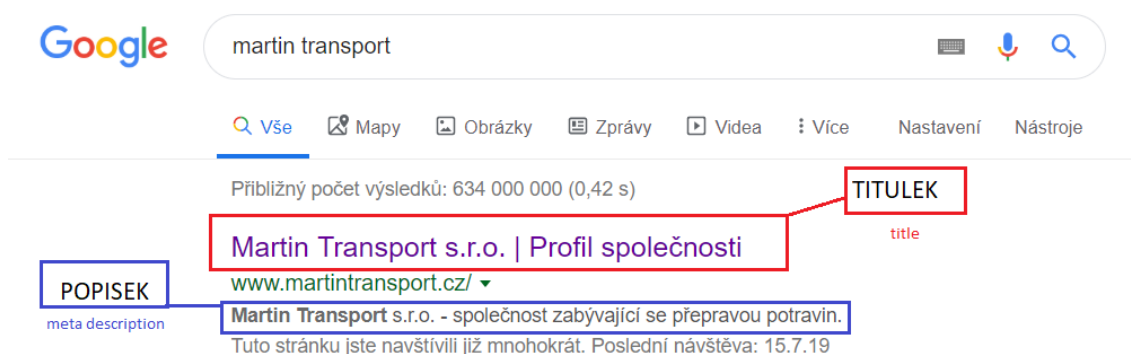 Google martin transport
Vše Mapy Obrázky Zprávy Videa Více Nastavení Nástroje
Přibližný počet výsledků: 634 000 000 (0,42 s)
TITULEK
title
Martin Transport s.r.o. | Profil společnosti
www.martintransport.cz/
POPISEK
meta description
Martin Transport s.r.o. - společnost zabývající se přepravou potravin.
Tuto stránku jste navštívili již mnohokrát. Poslední návštěva: 15.7.19